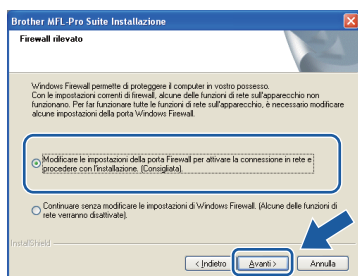 Brother MFL-Pro Suite Installazione
Firewall rilevato
Windows Firewall permette di proteggere il computer in vostro possesso.
Con le impostazioni correnti di firewall, alcune delle funzioni di rete sull'apparecchio non
funzionano. Per far funzionare tutte le funzioni di rete sull'apparecchio, è necessario modificare
alcune impostazioni della porta Windows Firewall.
Modificare le impostazioni della porta Firewall per attivare la connessione in rete e
procedere con l'installazione. (Consigliata).
Continuare senza modificare le impostazioni di Windows Firewall. (Alcune delle funzioni di
rete verranno disattivate).
InstallShield
< Indietro
Avanti >
Annulla